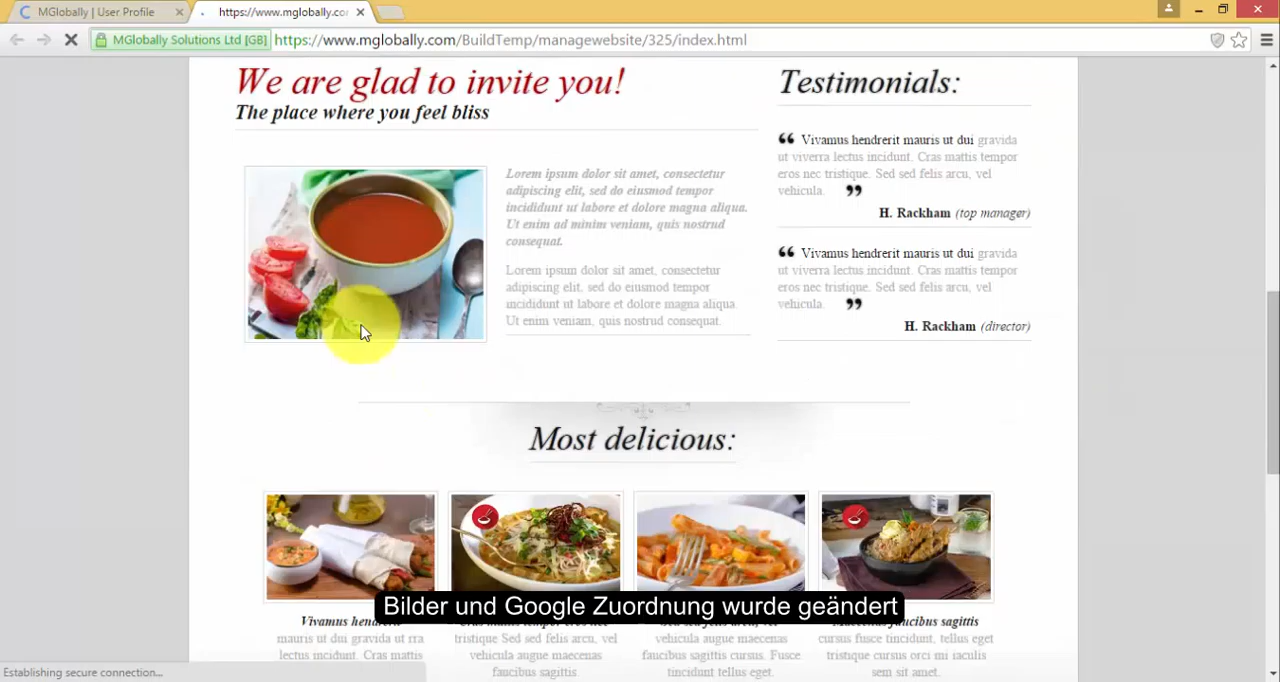 MGlobally | User Profile
https://www.mglobally.co
MGlobally Solutions Ltd [GB]
https://www.mglobally.com/BuildTemp/managewebsite/325/index.html
We are glad to invite you!
The place where you feel bliss
Lorem ipsum dolor sit amet, consectetur
adipiscing elit, sed do eiusmod tempor
incididunt ut labore et dolore magna aliqua.
Ut enim ad minim veniam, quis nostrud
consequat.
Lorem ipsum dolor sit amet, consectetur
adipiscing elit, sed do eiusmod tempor
incididunt ut labore et dolore magna aliqua.
Ut enim veniam, quis nostrud consequat.
Testimonials:
❝ Vivamus hendrerit mauris ut dui gravida
ut viverra lectus incidunt. Cras mattis tempor
eros nec tristique. Sed sed felis arcu, vel
vehicula. ❞
H. Rackham (top manager)
❝ Vivamus hendrerit mauris ut dui gravida
ut viverra lectus incidunt. Cras mattis tempor
eros nec tristique. Sed sed felis arcu, vel
vehicula. ❞
H. Rackham (director)
Most delicious:
Bilder und Google Zuordnung wurde geändert
Vivamus
mauris ut dui gravida ut rra
lectus incidunt. Cras mattis
tristique Sed sed felis arcu, vel
vehicula augue maecenas
faucibus sagittis.
vehicula augue maecenas
faucibus sagittis cursus. Fusce
tincidunt tellus eget.
faucibus sagittis
cursus fusce tincidunt, tellus eget
tristique cursus orci mi iaculis
sem sit amet.
Establishing secure connection...